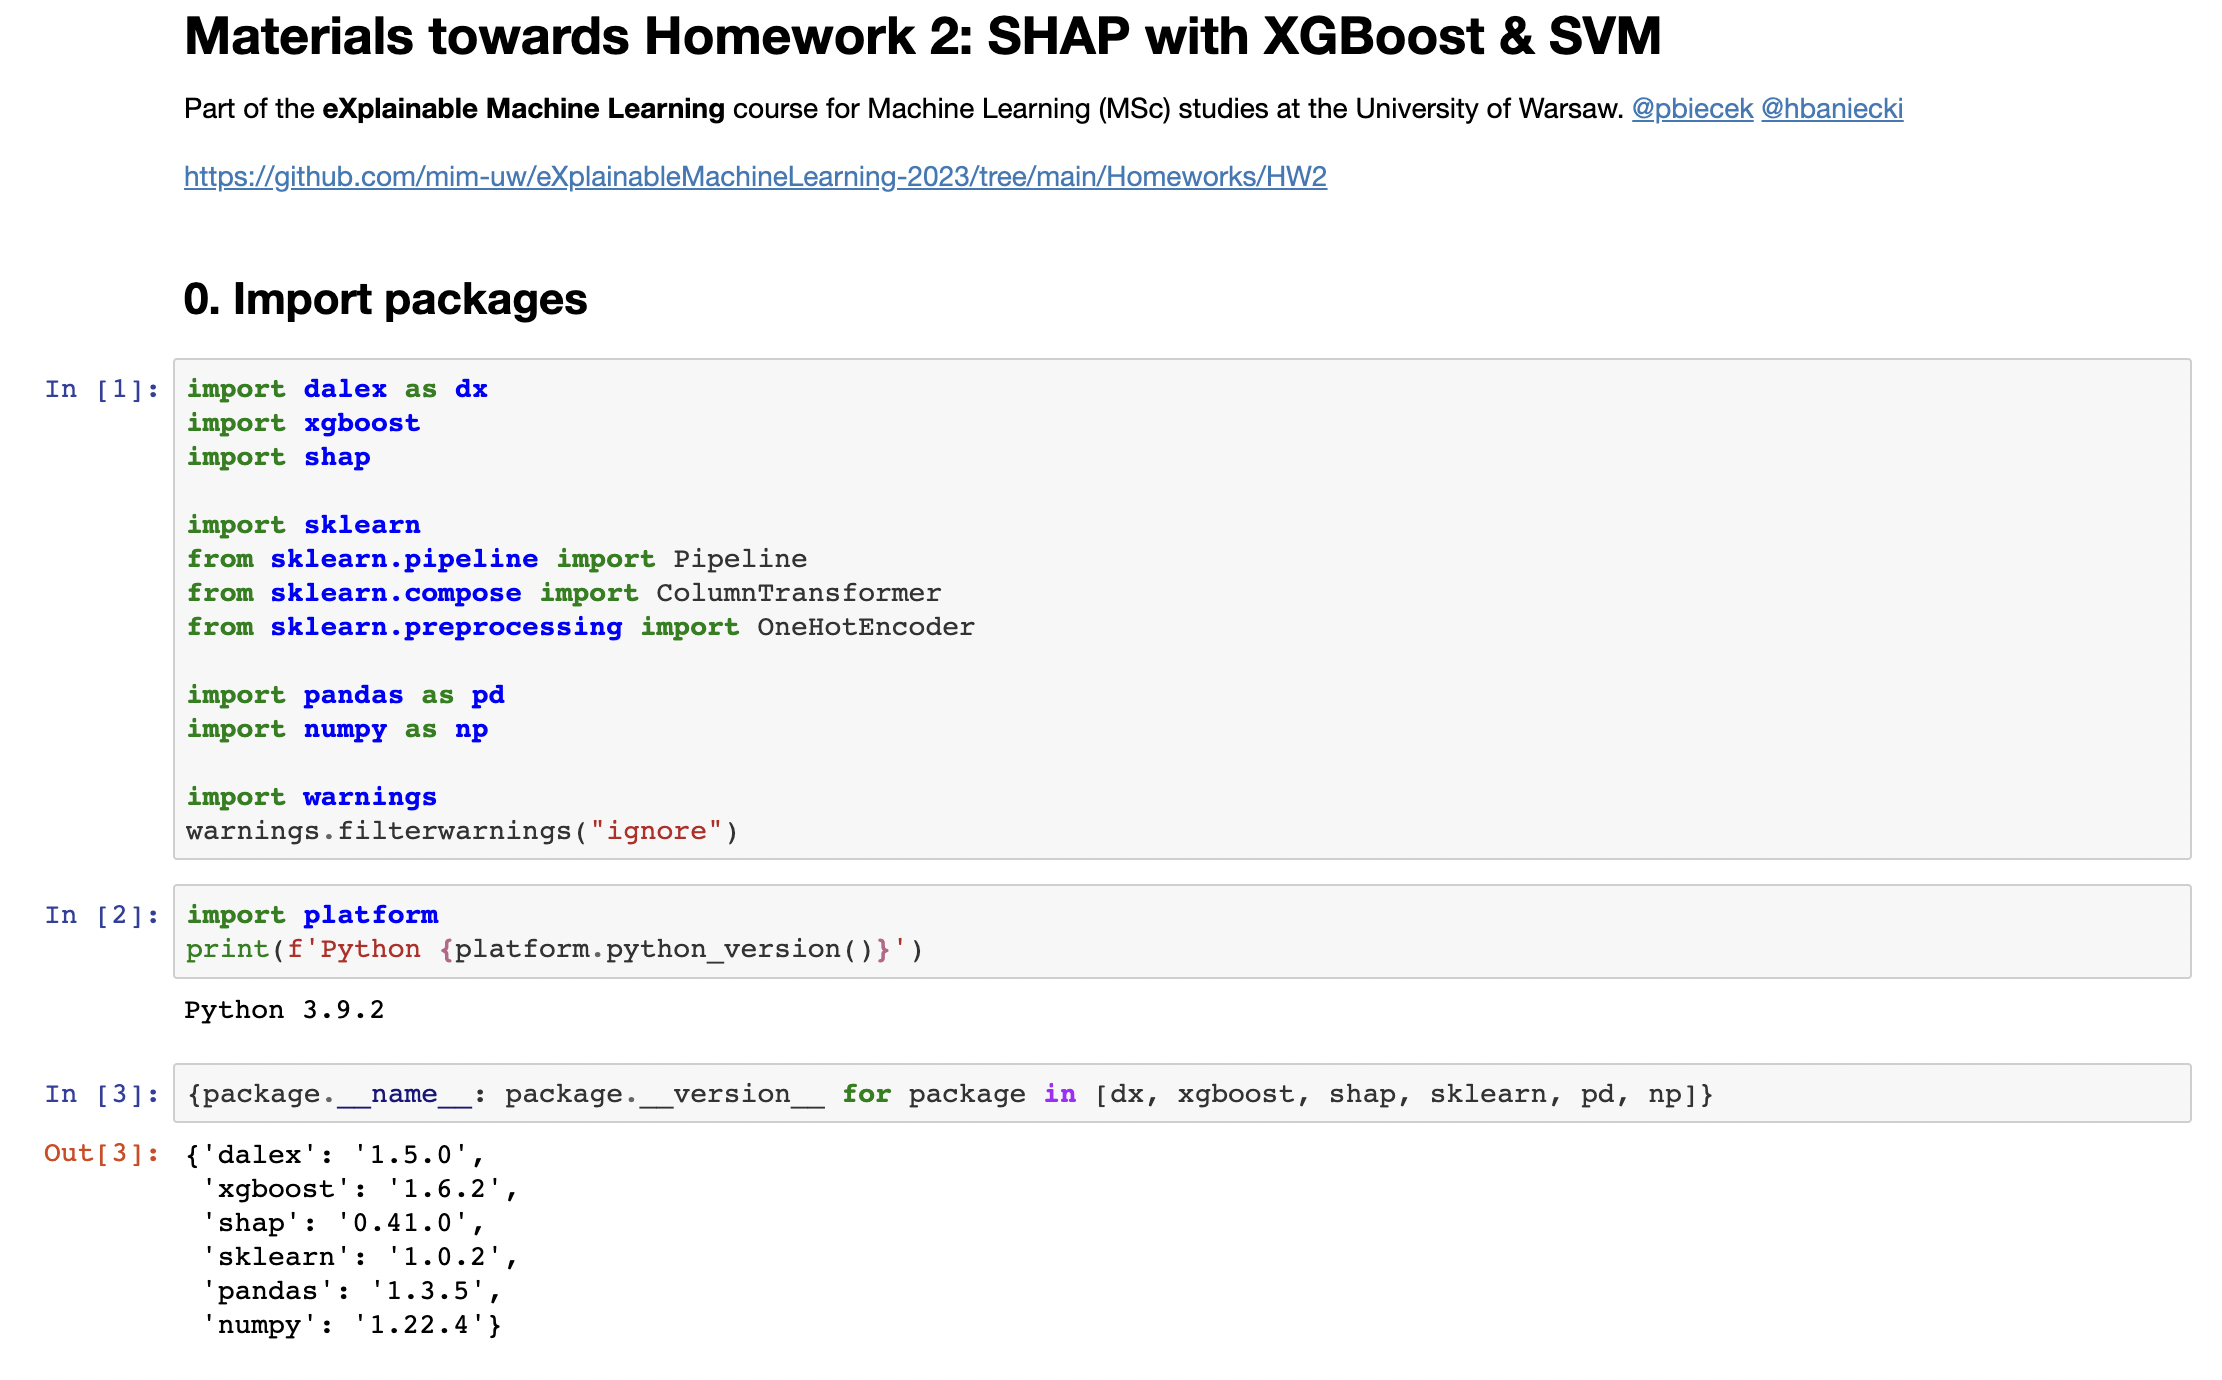 Materials towards Homework 2: SHAP with XGBoost & SVM
Part of the eXplainable Machine Learning course for Machine Learning (MSc) studies at the University of Warsaw. @pbiecek @hbaniecki
https://github.com/mim-uw/eXplainableMachineLearning-2023/tree/main/Homeworks/HW2
0. Import packages
In [1]: import dalex as dx
import xgboost
import shap
import sklearn
from sklearn.pipeline import Pipeline
from sklearn.compose import ColumnTransformer
from sklearn.preprocessing import OneHotEncoder
import pandas as pd
import numpy as np
import warnings
warnings.filterwarnings("ignore")
In [2]: import platform
print(f'Python {platform.python_version()}')
Python 3.9.2
In [3]: {package.__name__: package.__version__ for package in [dx, xgboost, shap, sklearn, pd, np]}
Out[3]: {'dalex': '1.5.0',
'xgboost': '1.6.2',
'shap': '0.41.0',
'sklearn': '1.0.2',
'pandas': '1.3.5',
'numpy': '1.22.4'}